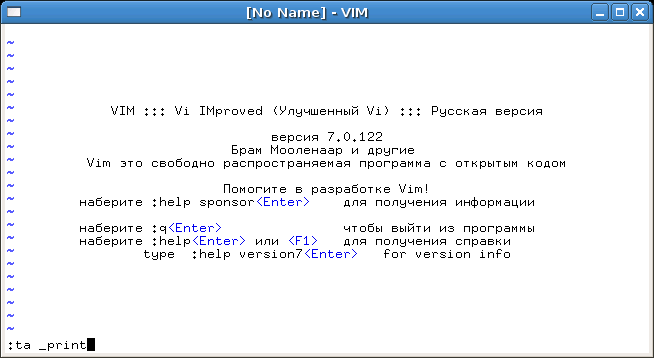 [No Name] - VIM
~
~
~
~
~
VIM ::: Vi IMproved (Улучшенный Vi) ::: Русская версия
~
~
версия 7.0.122
~
Брам Мооленаар и другие
~
Vim это свободно распространяемая программа с открытым кодом
~
~
Помогите в разработке Vim!
~
наберите :help sponsor<Enter> для получения информации
~
~
наберите :q<Enter> чтобы выйти из программы
~
наберите :help<Enter> или <F1> для получения справки
~
type :help version7<Enter> for version info
~
~
~
~
~
~
:ta _print